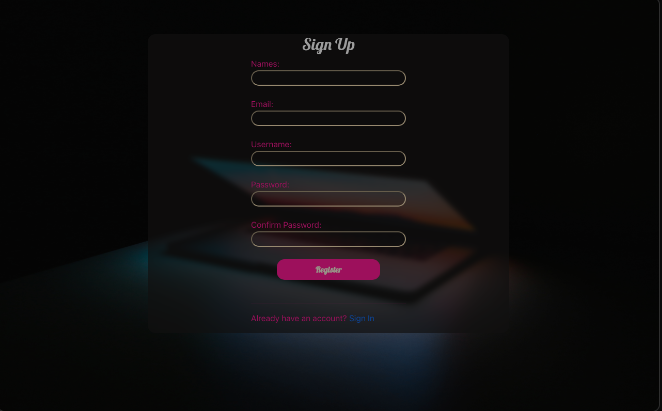 Sign Up
Names:
Email:
Username:
Password:
Confirm Password:
Register
Already have an account? Sign in